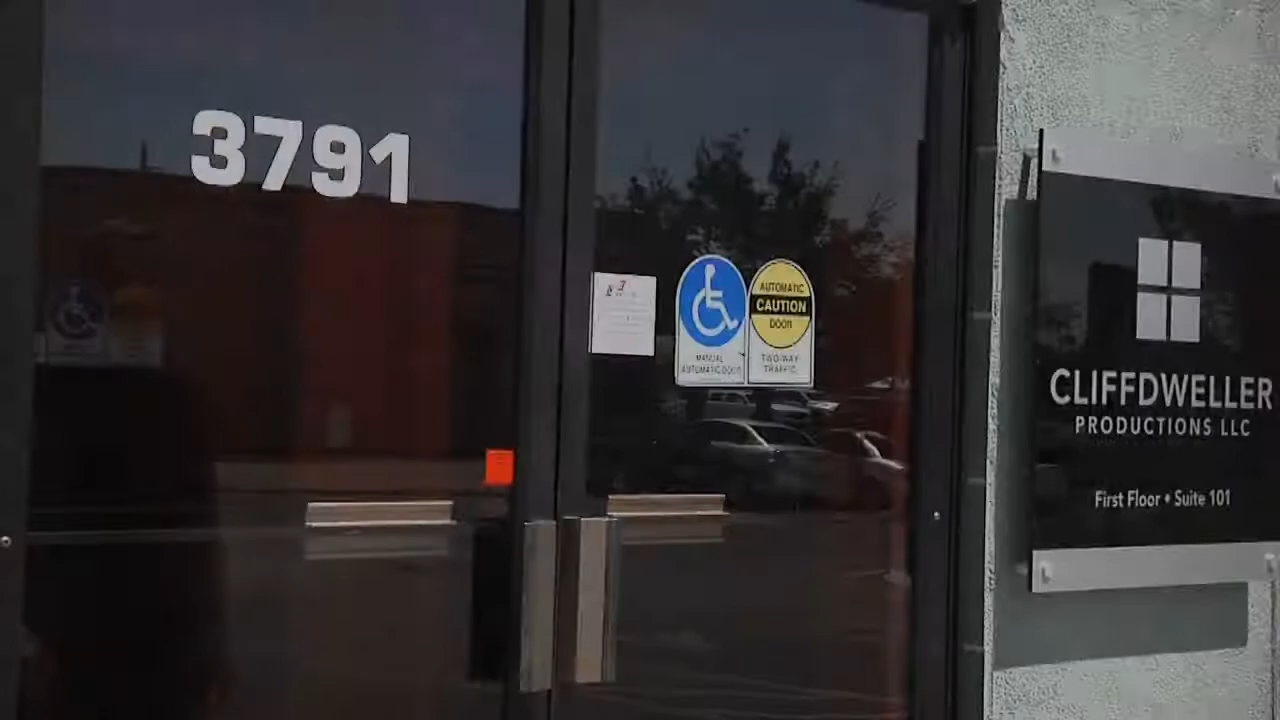 3791
MANUAL
AUTOMATIC DOOR
AUTOMATIC
CAUTION
DOOR
TWO-WAY
TRAFFIC
CLIFFDWELLER
PRODUCTIONS LLC
First Floor • Suite 101